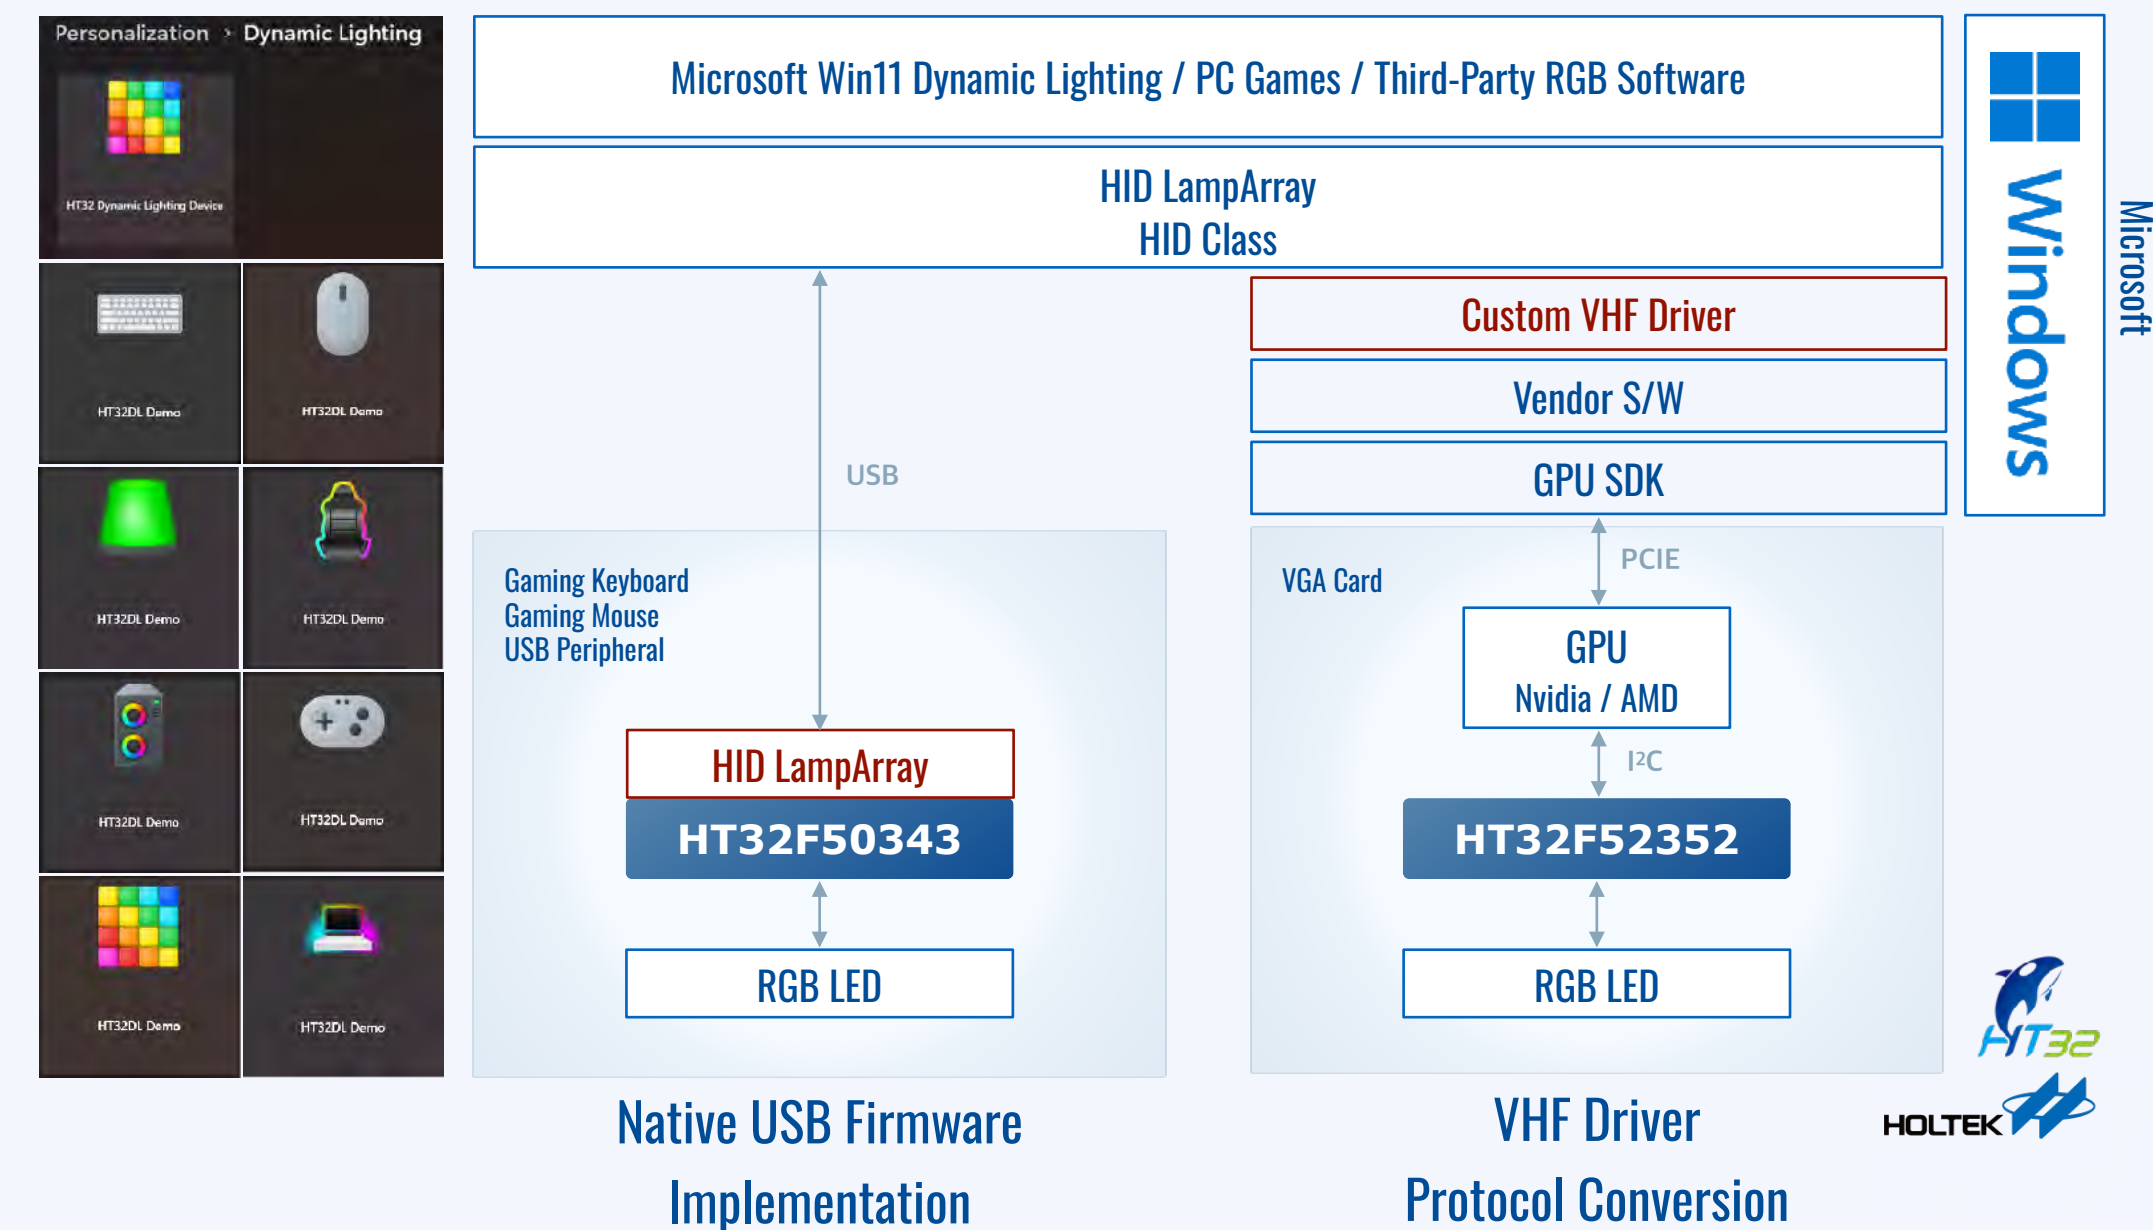 Personalization > Dynamic Lighting
HT32 Dynamic Lighting Device
HT32DL Demo
HT32DL Demo
HT32DL Demo
HT32DL Demo
HT32DL Demo
HT32DL Demo
HT32DL Demo
HT32DL Demo
Microsoft Win11 Dynamic Lighting / PC Games / Third-Party RGB Software
HID LampArray
HID Class
Custom VHF Driver
Vendor S/W
GPU SDK
Windows
Microsoft
USB
Gaming Keyboard
Gaming Mouse
USB Peripheral
HID LampArray
HT32F50343
RGB LED
Native USB Firmware
Implementation
PCIE
VGA Card
GPU
Nvidia / AMD
I²C
HT32F52352
RGB LED
VHF Driver
Protocol Conversion
HT32
HOLTEK